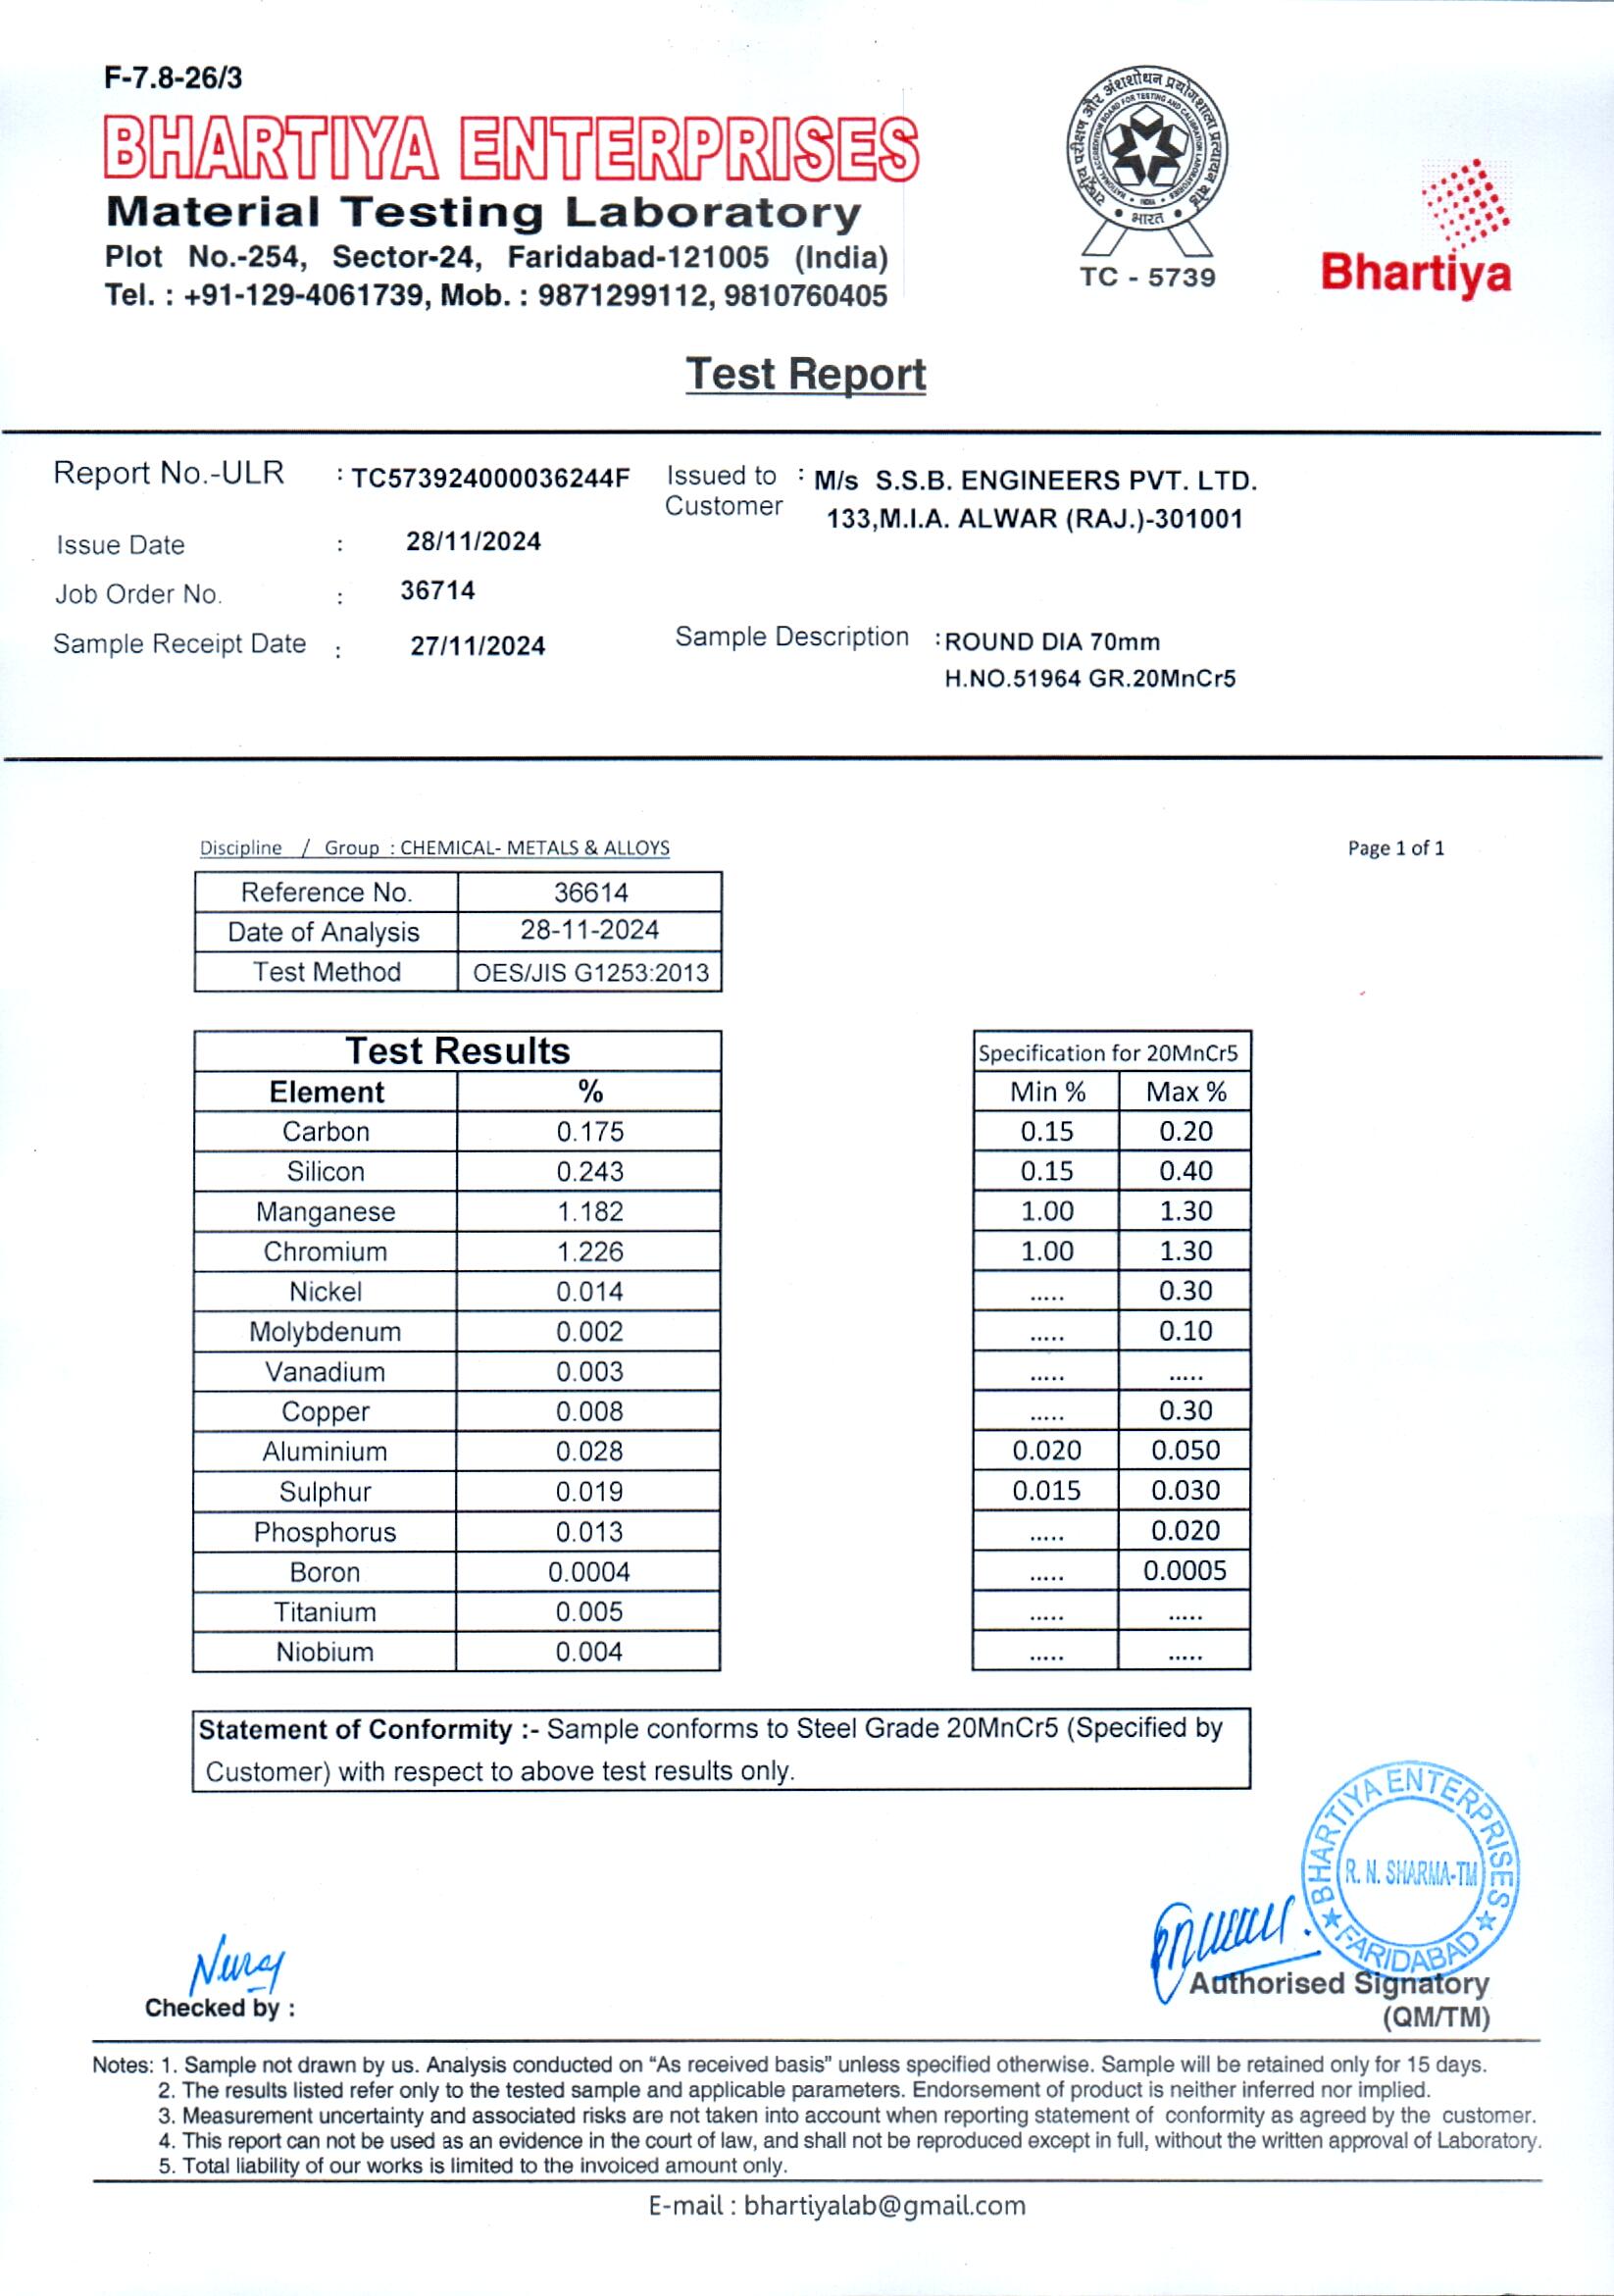 F-7.8-26/3
BHARTIYA ENTERPRISES
Material Testing Laboratory
Plot No.-254, Sector-24, Faridabad-121005 (India)
Tel. : +91-129-4061739, Mob. : 9871299112, 9810760405
राष्ट्रीय परीक्षण और अंशशोधन प्रयोगशाला प्रत्यायन बोर्ड
NATIONAL ACCREDITATION BOARD FOR TESTING AND CALIBRATION LABORATORIES
INDIA
भारत
TC - 5739
Bhartiya
Test Report
Report No.-ULR : TC573924000036244F
Issued to Customer : M/s S.S.B. ENGINEERS PVT. LTD.
133,M.I.A. ALWAR (RAJ.)-301001
Issue Date : 28/11/2024
Job Order No. : 36714
Sample Receipt Date : 27/11/2024
Sample Description : ROUND DIA 70mm
H.NO.51964 GR.20MnCr5
Discipline / Group : CHEMICAL- METALS & ALLOYS
Page 1 of 1
Reference No. 36614
Date of Analysis 28-11-2024
Test Method OES/JIS G1253:2013
Test Results Specification for 20MnCr5
Element % Min % Max %
Carbon 0.175 0.15 0.20
Silicon 0.243 0.15 0.40
Manganese 1.182 1.00 1.30
Chromium 1.226 1.00 1.30
Nickel 0.014 ..... 0.30
Molybdenum 0.002 ..... 0.10
Vanadium 0.003 ..... .....
Copper 0.008 ..... 0.30
Aluminium 0.028 0.020 0.050
Sulphur 0.019 0.015 0.030
Phosphorus 0.013 ..... 0.020
Boron 0.0004 ..... 0.0005
Titanium 0.005 ..... .....
Niobium 0.004 ..... .....
Statement of Conformity :- Sample conforms to Steel Grade 20MnCr5 (Specified by
Customer) with respect to above test results only.
BHARTIYA ENTERPRISES
R. N. SHARMA-TM
★ FARIDABAD ★
Checked by :
Authorised Signatory
(QM/TM)
Notes: 1. Sample not drawn by us. Analysis conducted on “As received basis” unless specified otherwise. Sample will be retained only for 15 days.
2. The results listed refer only to the tested sample and applicable parameters. Endorsement of product is neither inferred nor implied.
3. Measurement uncertainty and associated risks are not taken into account when reporting statement of conformity as agreed by the customer.
4. This report can not be used as an evidence in the court of law, and shall not be reproduced except in full, without the written approval of Laboratory.
5. Total liability of our works is limited to the invoiced amount only.
E-mail : bhartiyalab@gmail.com